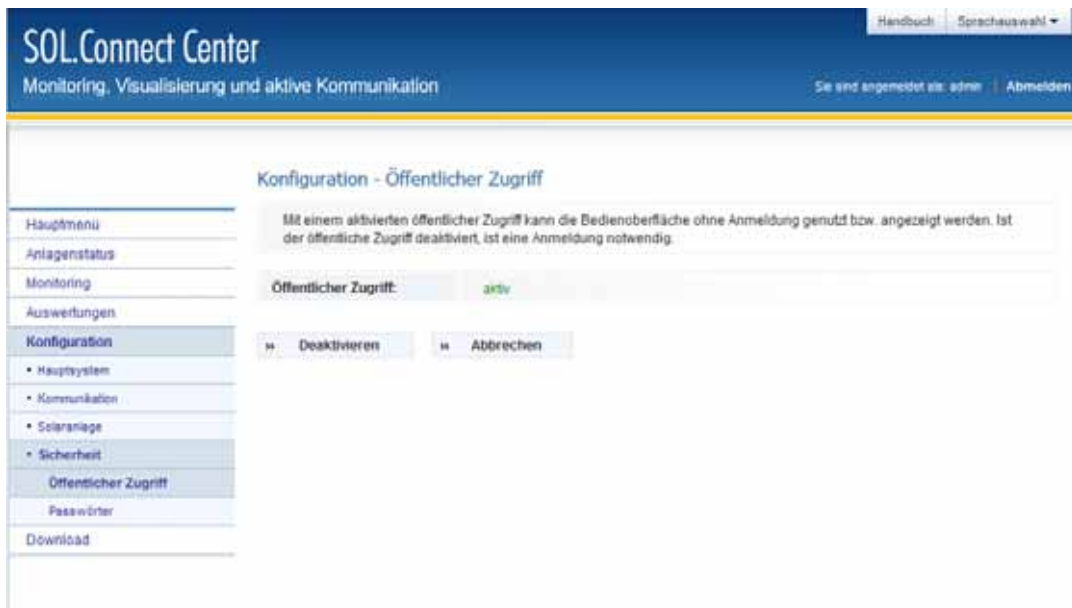 Handbuch Sprachauswahl
SOL.Connect Center
Monitoring, Visualisierung und aktive Kommunikation
Sie sind angemeldet als: admin | Abmelden
Konfiguration - Öffentlicher Zugriff
Mit einem aktivierten öffentlicher Zugriff kann die Bedienoberfläche ohne Anmeldung genutzt bzw. angezeigt werden. Ist
der öffentliche Zugriff deaktiviert, ist eine Anmeldung notwendig.
Öffentlicher Zugriff: aktiv
» Deaktivieren » Abbrechen
Hauptmenü
Anlagenstatus
Monitoring
Auswertungen
Konfiguration
• Hauptsystem
• Kommunikation
• Solaranlage
• Sicherheit
Öffentlicher Zugriff
Passwörter
Download